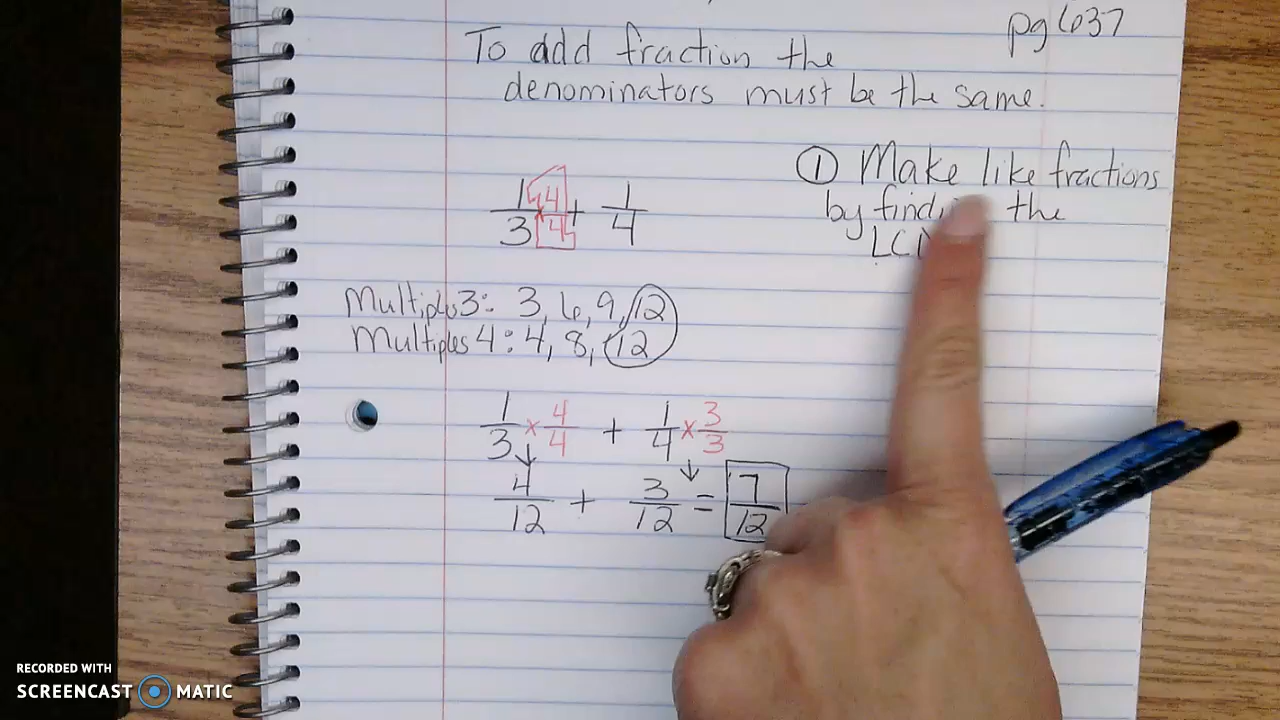 pg 637
To add fraction the
denominators must be the same.
① Make like fractions
by the
1/3 × 4/4 + 1/4
Multiples 3: 3, 6, 9, 12
Multiples 4: 4, 8, 12
1/3 × 4/4 + 1/4 × 3/3
↓ ↓
4/12 + 3/12 = 7/12
RECORDED WITH
SCREENCAST MATIC